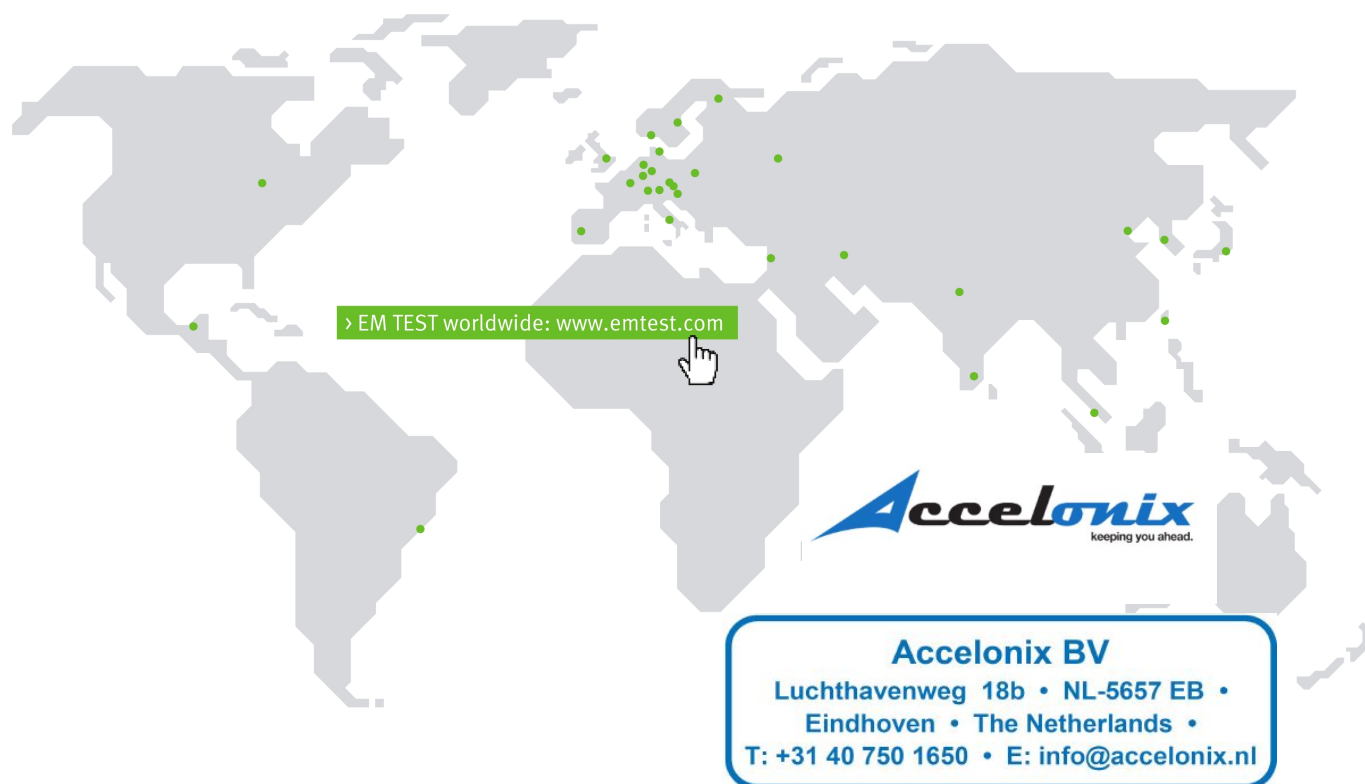 > EM TEST worldwide: www.emtest.com
Accelonix
keeping you ahead.
Accelonix BV
Luchthavenweg 18b • NL-5657 EB •
Eindhoven • The Netherlands •
T: +31 40 750 1650 • E: info@accelonix.nl